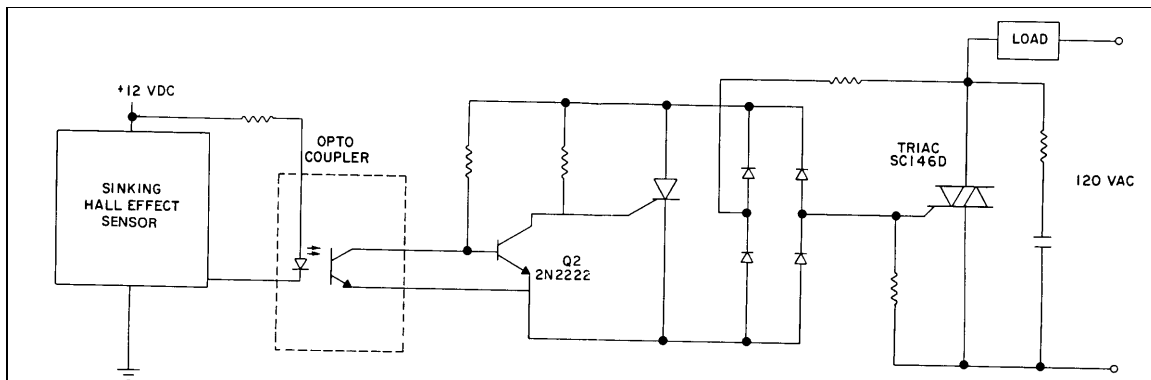 LOAD
+12 VDC
OPTO
COUPLER
TRIAC
SC146D
SINKING
HALL EFFECT
SENSOR
120 VAC
Q2
2N2222